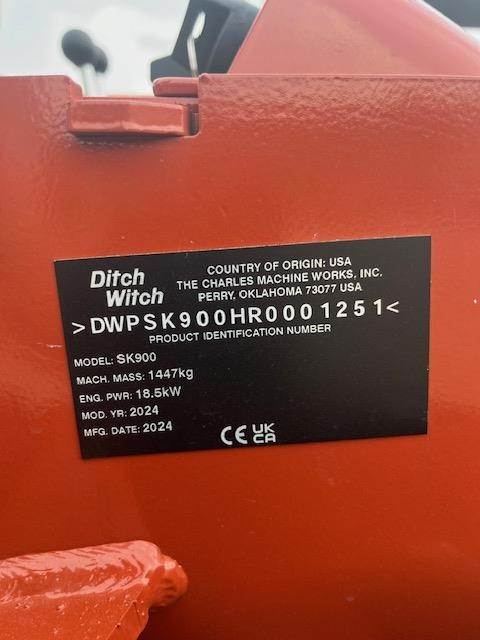 Ditch Witch
COUNTRY OF ORIGIN: USA
THE CHARLES MACHINE WORKS, INC.
PERRY, OKLAHOMA 73077 USA
>DWPSK900HR0001251<
PRODUCT IDENTIFICATION NUMBER
MODEL: SK900
MACH. MASS: 1447kg
ENG. PWR: 18.5kW
MOD. YR: 2024
MFG. DATE: 2024
CE UK CA